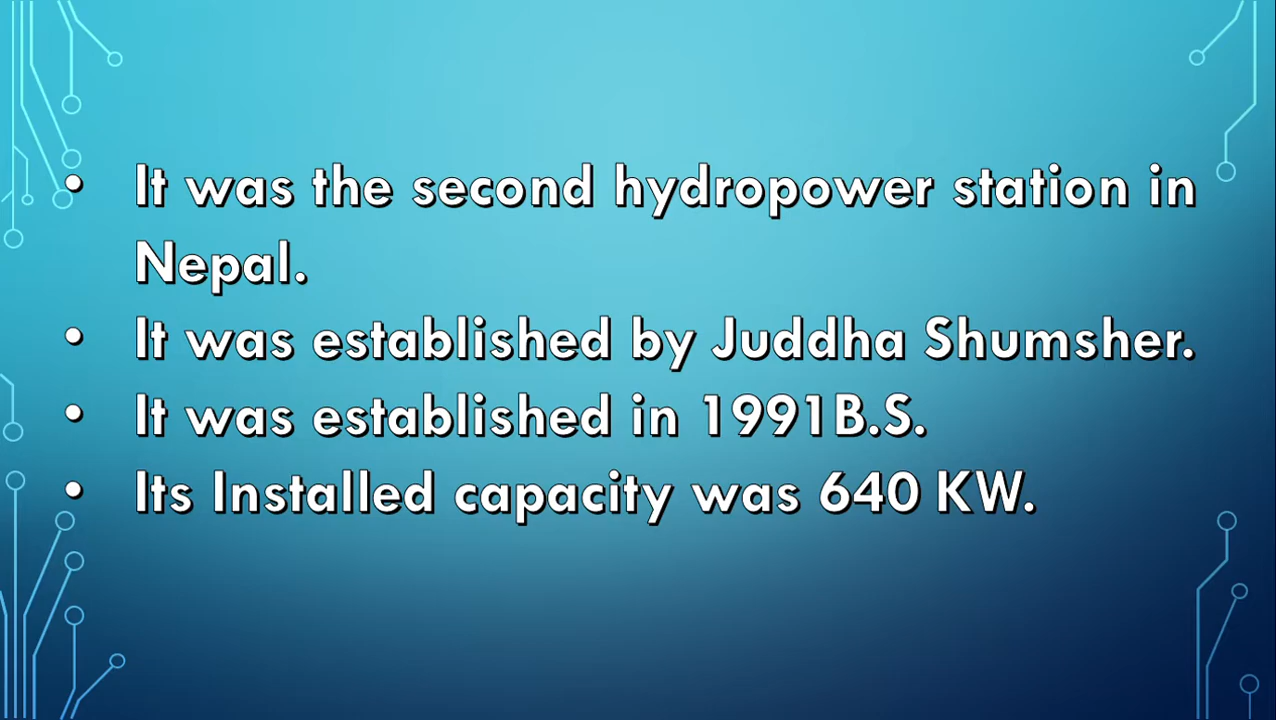 • It was the second hydropower station in
Nepal.
• It was established by Juddha Shumsher.
• It was established in 1991B.S.
• Its Installed capacity was 640 KW.